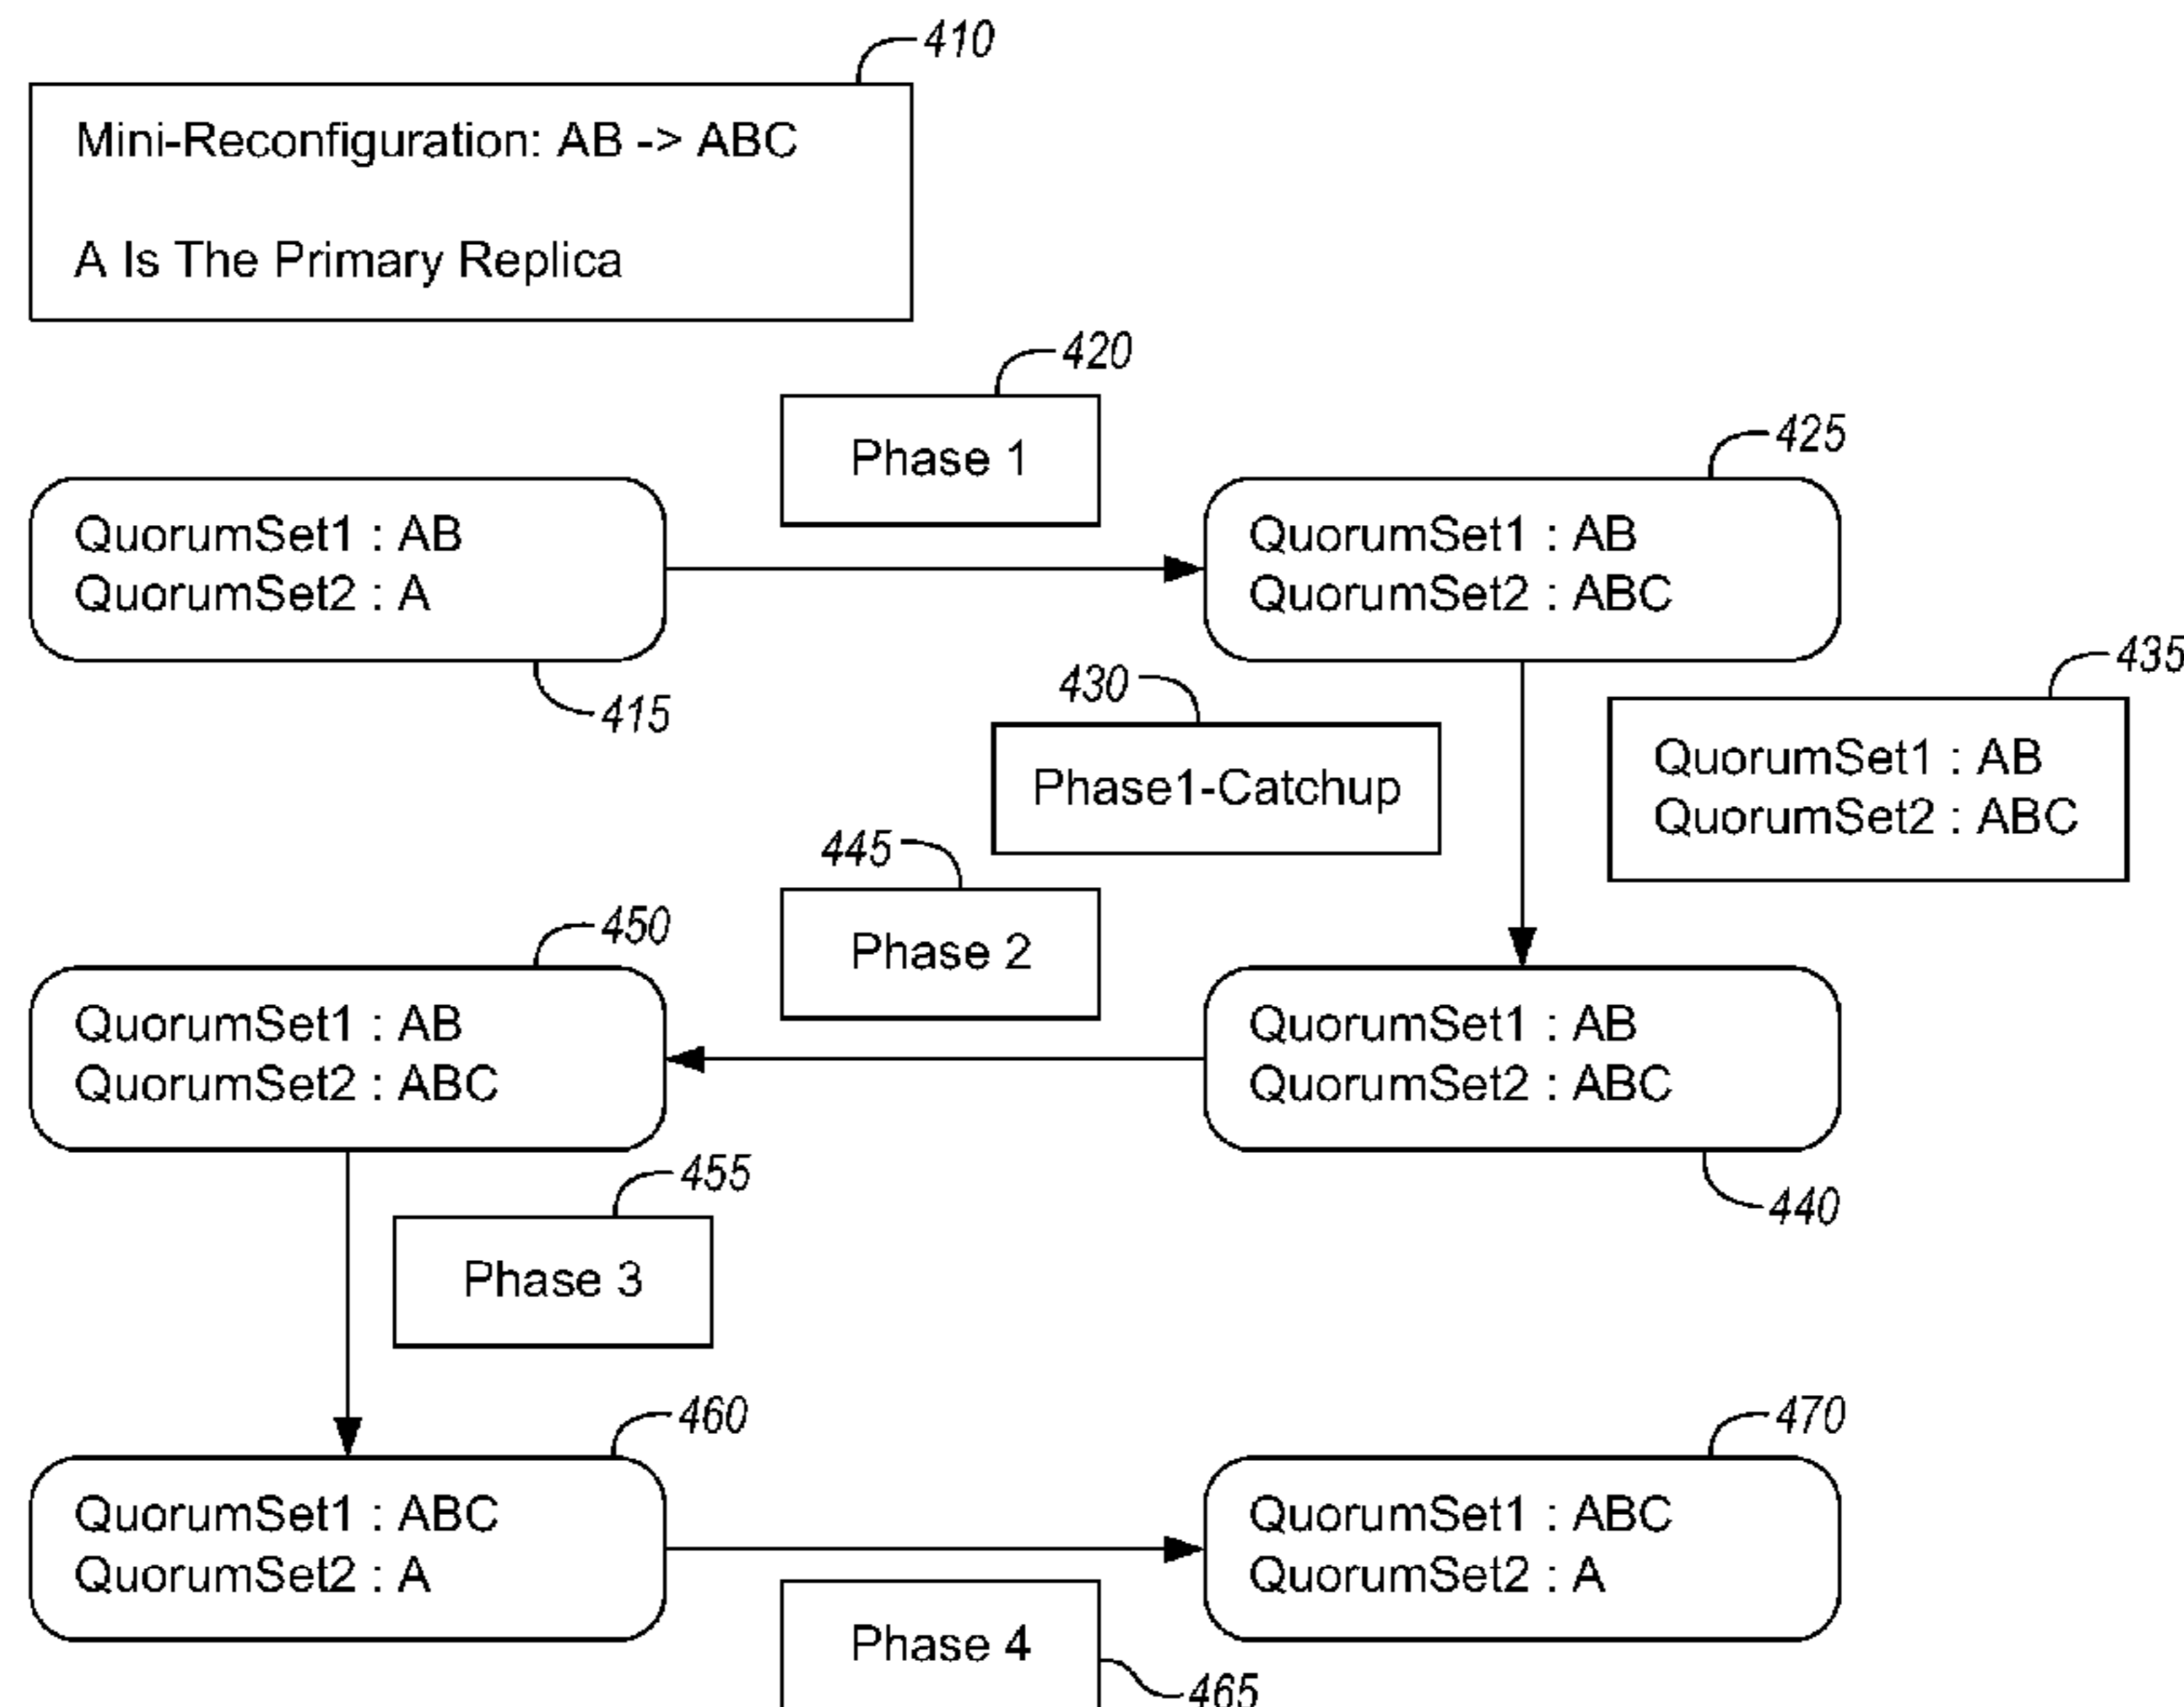 410
Mini-Reconfiguration: AB -> ABC
A Is The Primary Replica
420
Phase 1
425
QuorumSet1 : AB
QuorumSet2 : A
415
QuorumSet1 : AB
QuorumSet2 : ABC
430
Phase1-Catchup
435
QuorumSet1 : AB
QuorumSet2 : ABC
445
Phase 2
450
QuorumSet1 : AB
QuorumSet2 : ABC
QuorumSet1 : AB
QuorumSet2 : ABC
440
455
Phase 3
460
QuorumSet1 : ABC
QuorumSet2 : A
470
QuorumSet1 : ABC
QuorumSet2 : A
Phase 4
465